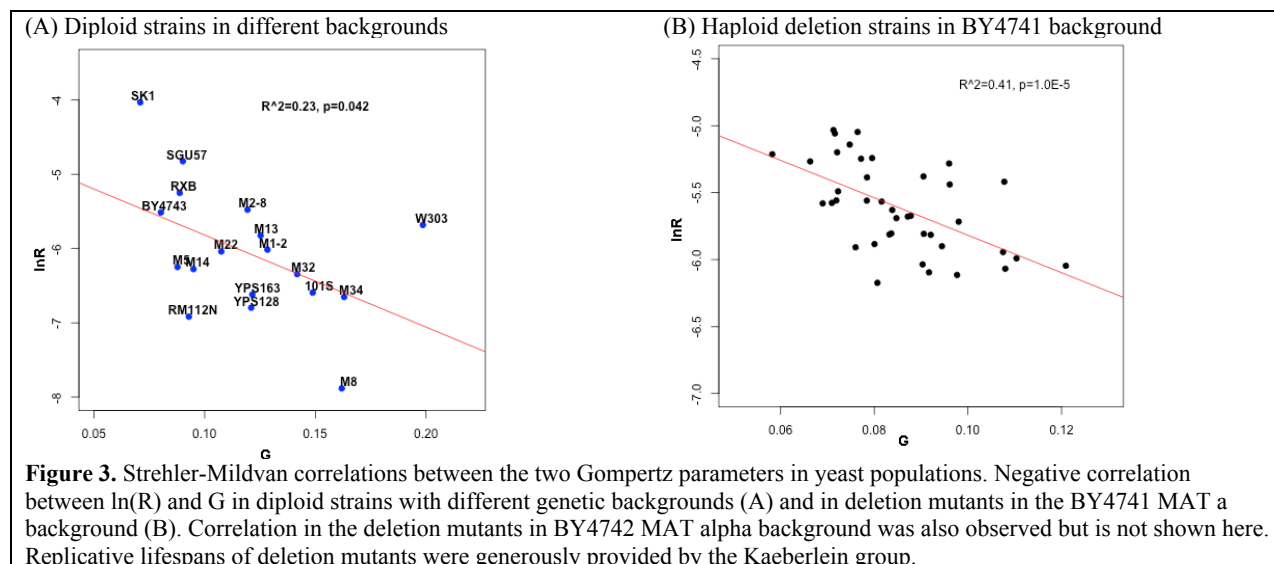 (A) Diploid strains in different backgrounds
(B) Haploid deletion strains in BY4741 background
R^2=0.23, p=0.042
SK1
SGU57
RXB
BY4743
M2-8
W303
M13
M1-2
M22
M5
M14
M32
YPS163
101S
M34
YPS128
RM112N
M8
lnR
-4
-5
-6
-7
-8
0.05 0.10 0.15 0.20
G
R^2=0.41, p=1.0E-5
lnR
-4.5
-5.0
-5.5
-6.0
-6.5
-7.0
0.06 0.08 0.10 0.12
G
Figure 3. Strehler-Mildvan correlations between the two Gompertz parameters in yeast populations. Negative correlation
between ln(R) and G in diploid strains with different genetic backgrounds (A) and in deletion mutants in the BY4741 MAT a
background (B). Correlation in the deletion mutants in BY4742 MAT alpha background was also observed but is not shown here.
Replicative lifespans of deletion mutants were generously provided by the Kaeberlein group.